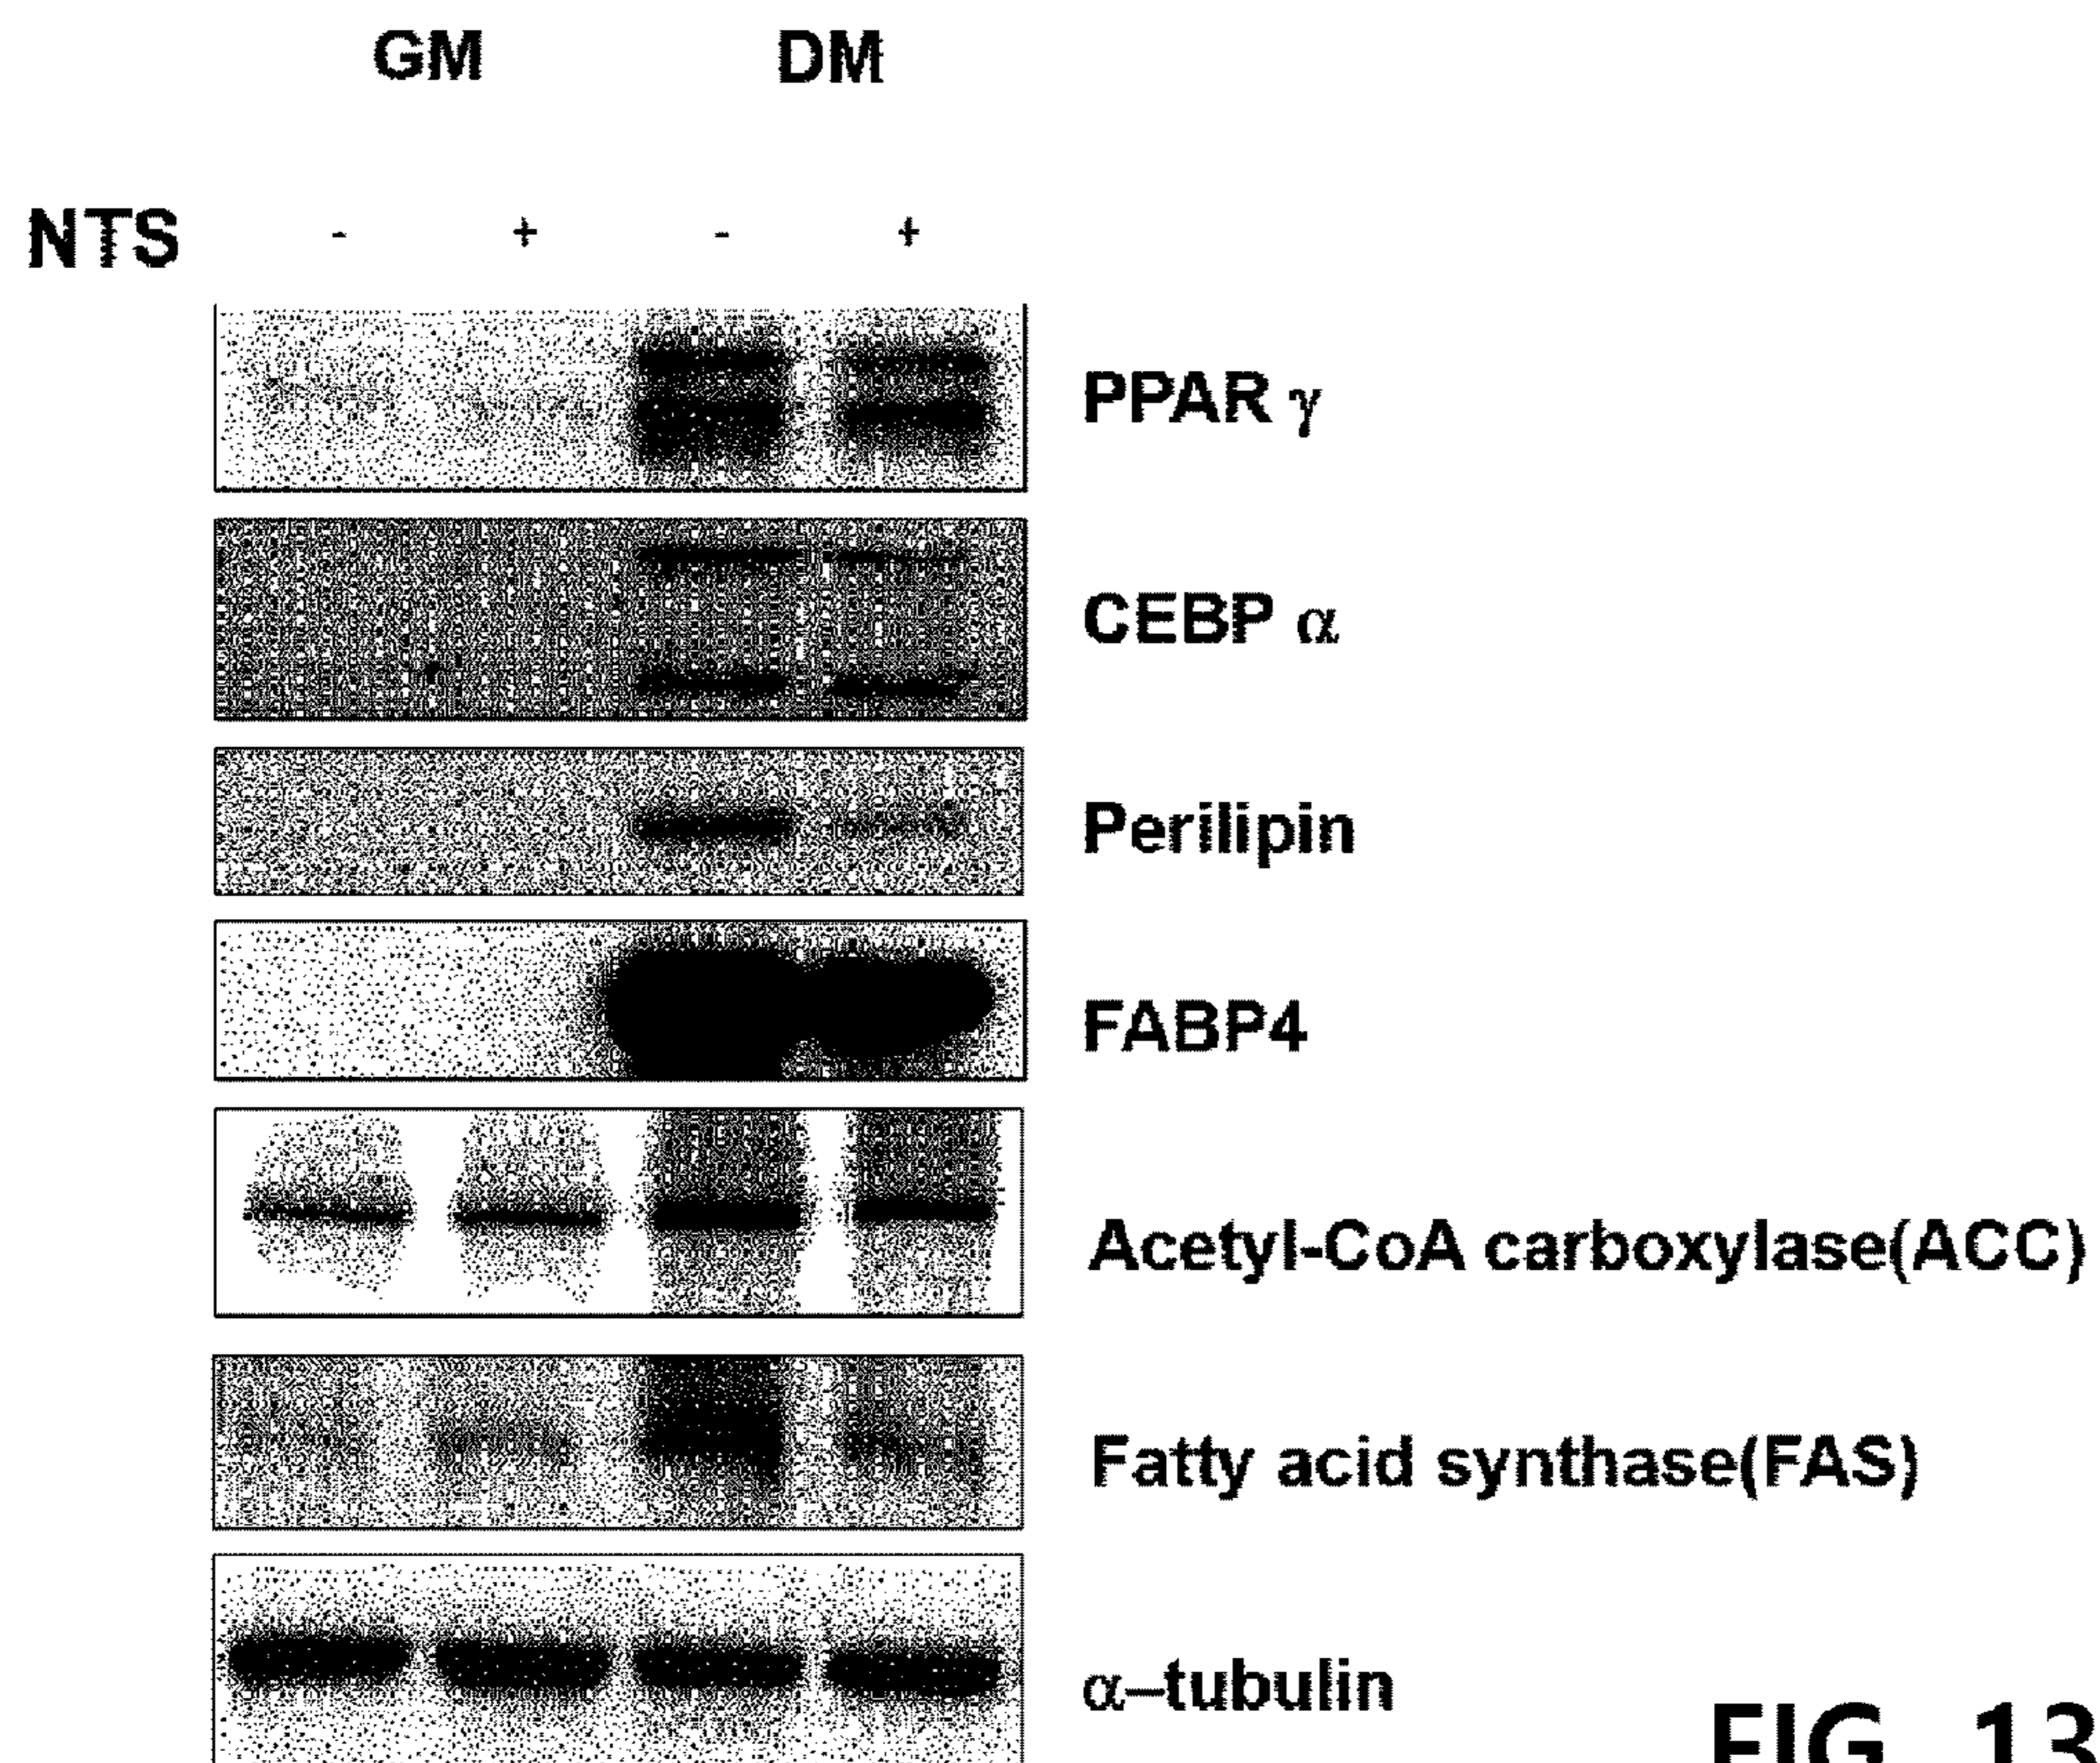 GM DM
NTS - + - +
PPAR γ
CEBP α
Perilipin
FABP4
Acetyl-CoA carboxylase(ACC)
Fatty acid synthase(FAS)
α–tubulin
FIG. 13